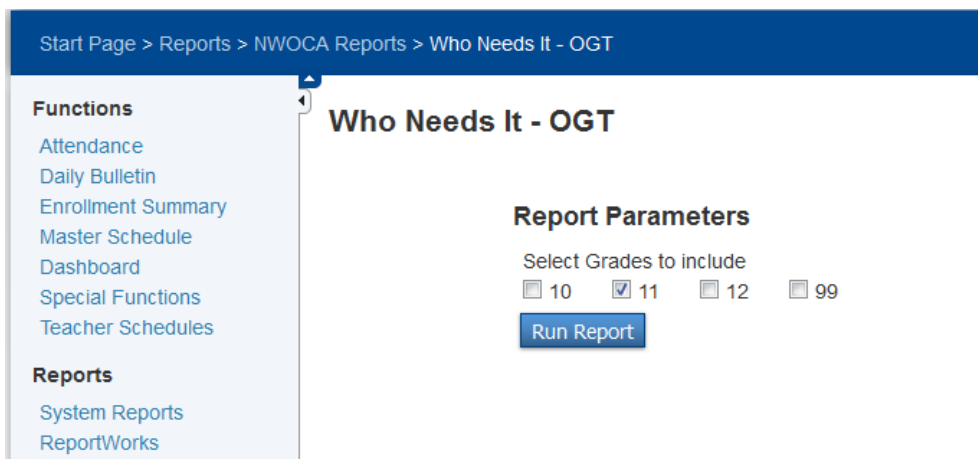 Start Page > Reports > NWOCA Reports > Who Needs It - OGT
Functions
Attendance
Daily Bulletin
Enrollment Summary
Master Schedule
Dashboard
Special Functions
Teacher Schedules
Reports
System Reports
ReportWorks
Who Needs It - OGT
Report Parameters
Select Grades to include
10 11 12 99
Run Report